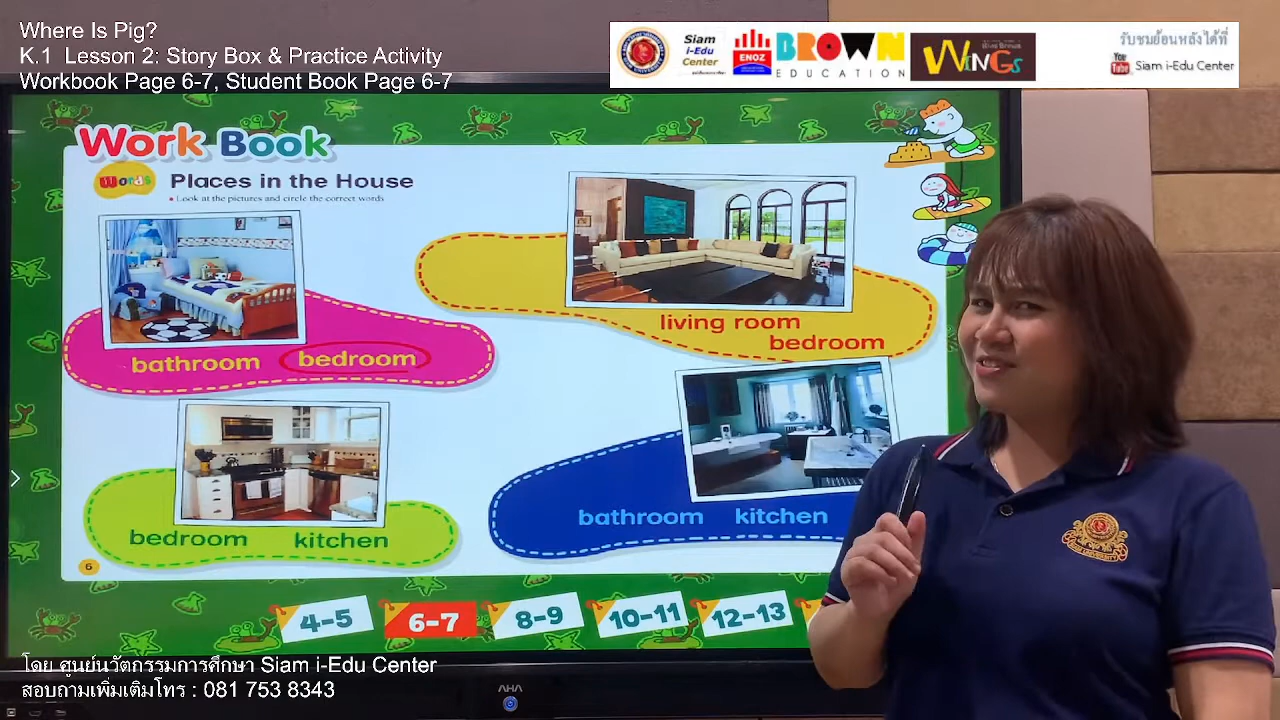 Where Is Pig?
K.1 Lesson 2: Story Box & Practice Activity
Workbook Page 6-7, Student Book Page 6-7
Siam
i-Edu
Center
ENQZ
BROWN
EDUCATION
WiNGs
รับชมย้อนหลังได้ที่
You Tube Siam i-Edu Center
Work Book
Words Places in the House
Look at the pictures and circle the correct words
bathroom bedroom
living room
bedroom
bedroom kitchen
bathroom kitchen
6
4-5 6-7 8-9 10-11 12-13
โดย ศูนย์นวัตกรรมการศึกษา Siam i-Edu Center
สอบถามเพิ่มเติมโทร : 081 753 8343